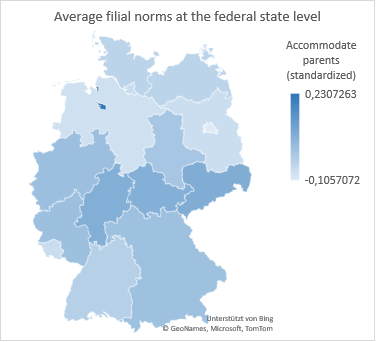 Average filial norms at the federal state level
Accommodate
parents
(standardized)
0,2307263
-0,1057072
Unterstützt von Bing
© GeoNames, Microsoft, TomTom